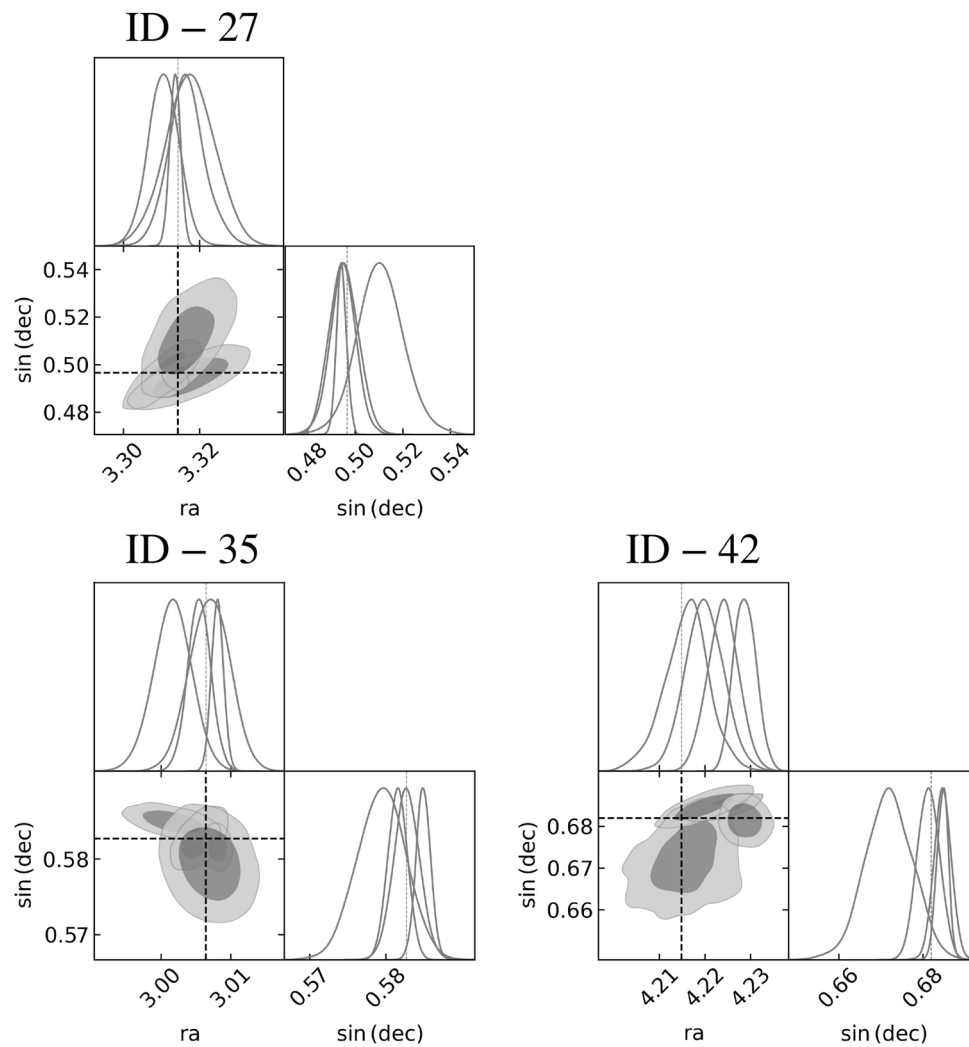 ID – 27
sin (dec)
0.54
0.52
0.50
0.48
3.30
3.32
ra
0.48
0.50
0.52
0.54
sin (dec)
ID – 35
sin (dec)
0.58
0.57
3.00
3.01
ra
0.57
0.58
sin (dec)
ID – 42
sin (dec)
0.68
0.67
0.66
4.21
4.22
4.23
ra
0.66
0.68
sin (dec)